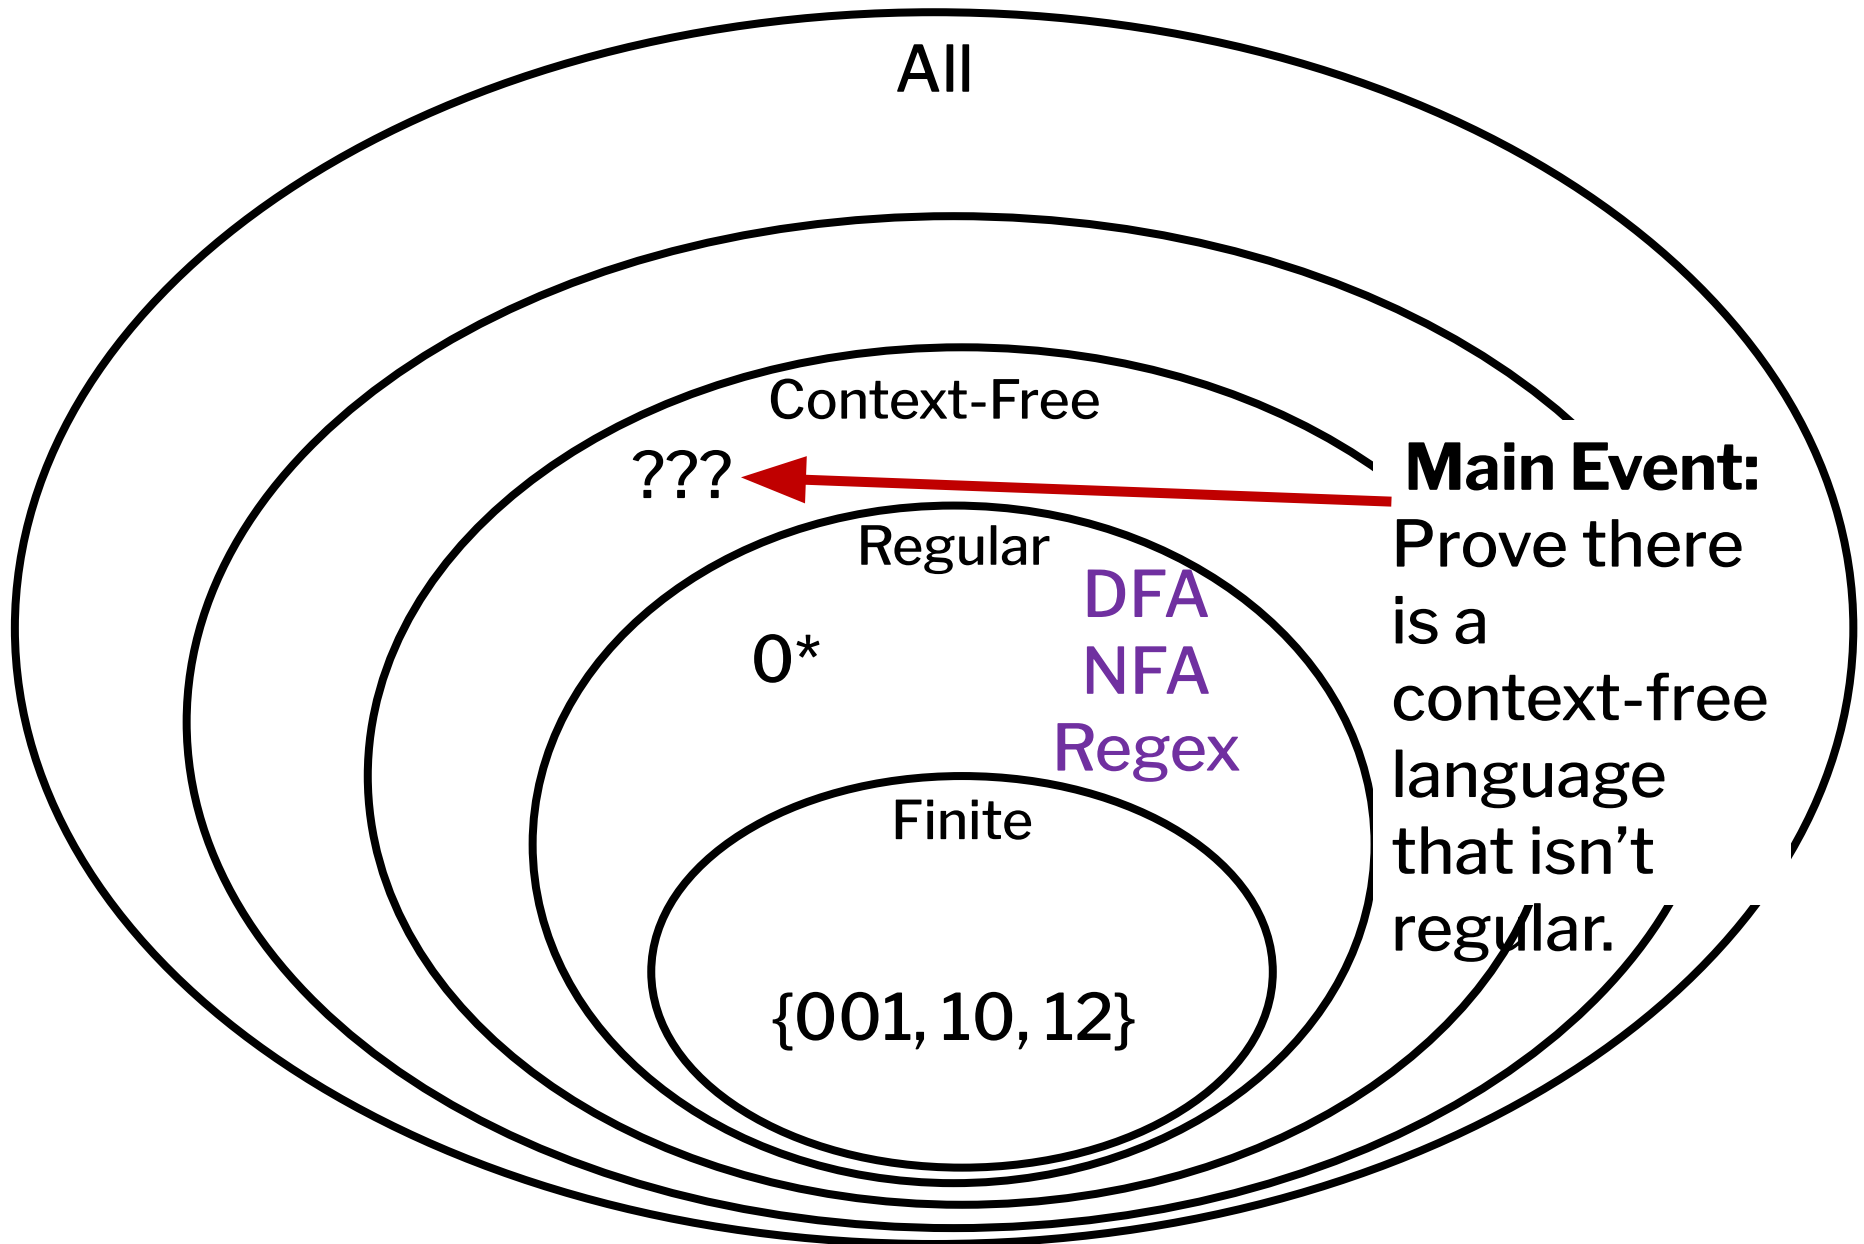 All
Context-Free
???
Main Event:
Prove there
is a
context-free
language
that isn’t
regular.
Regular
DFA
NFA
Regex
0*
Finite
{001, 10, 12}